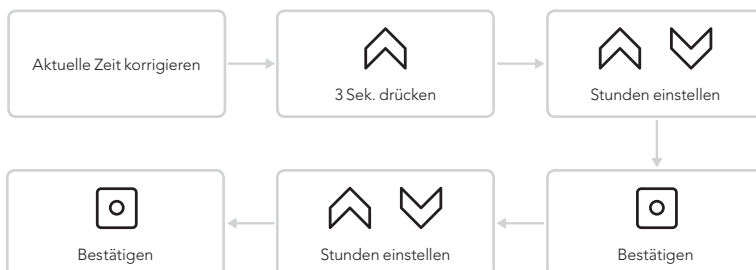 Aktuelle Zeit korrigieren
3 Sek. drücken
Stunden einstellen
Bestätigen
Stunden einstellen
Bestätigen